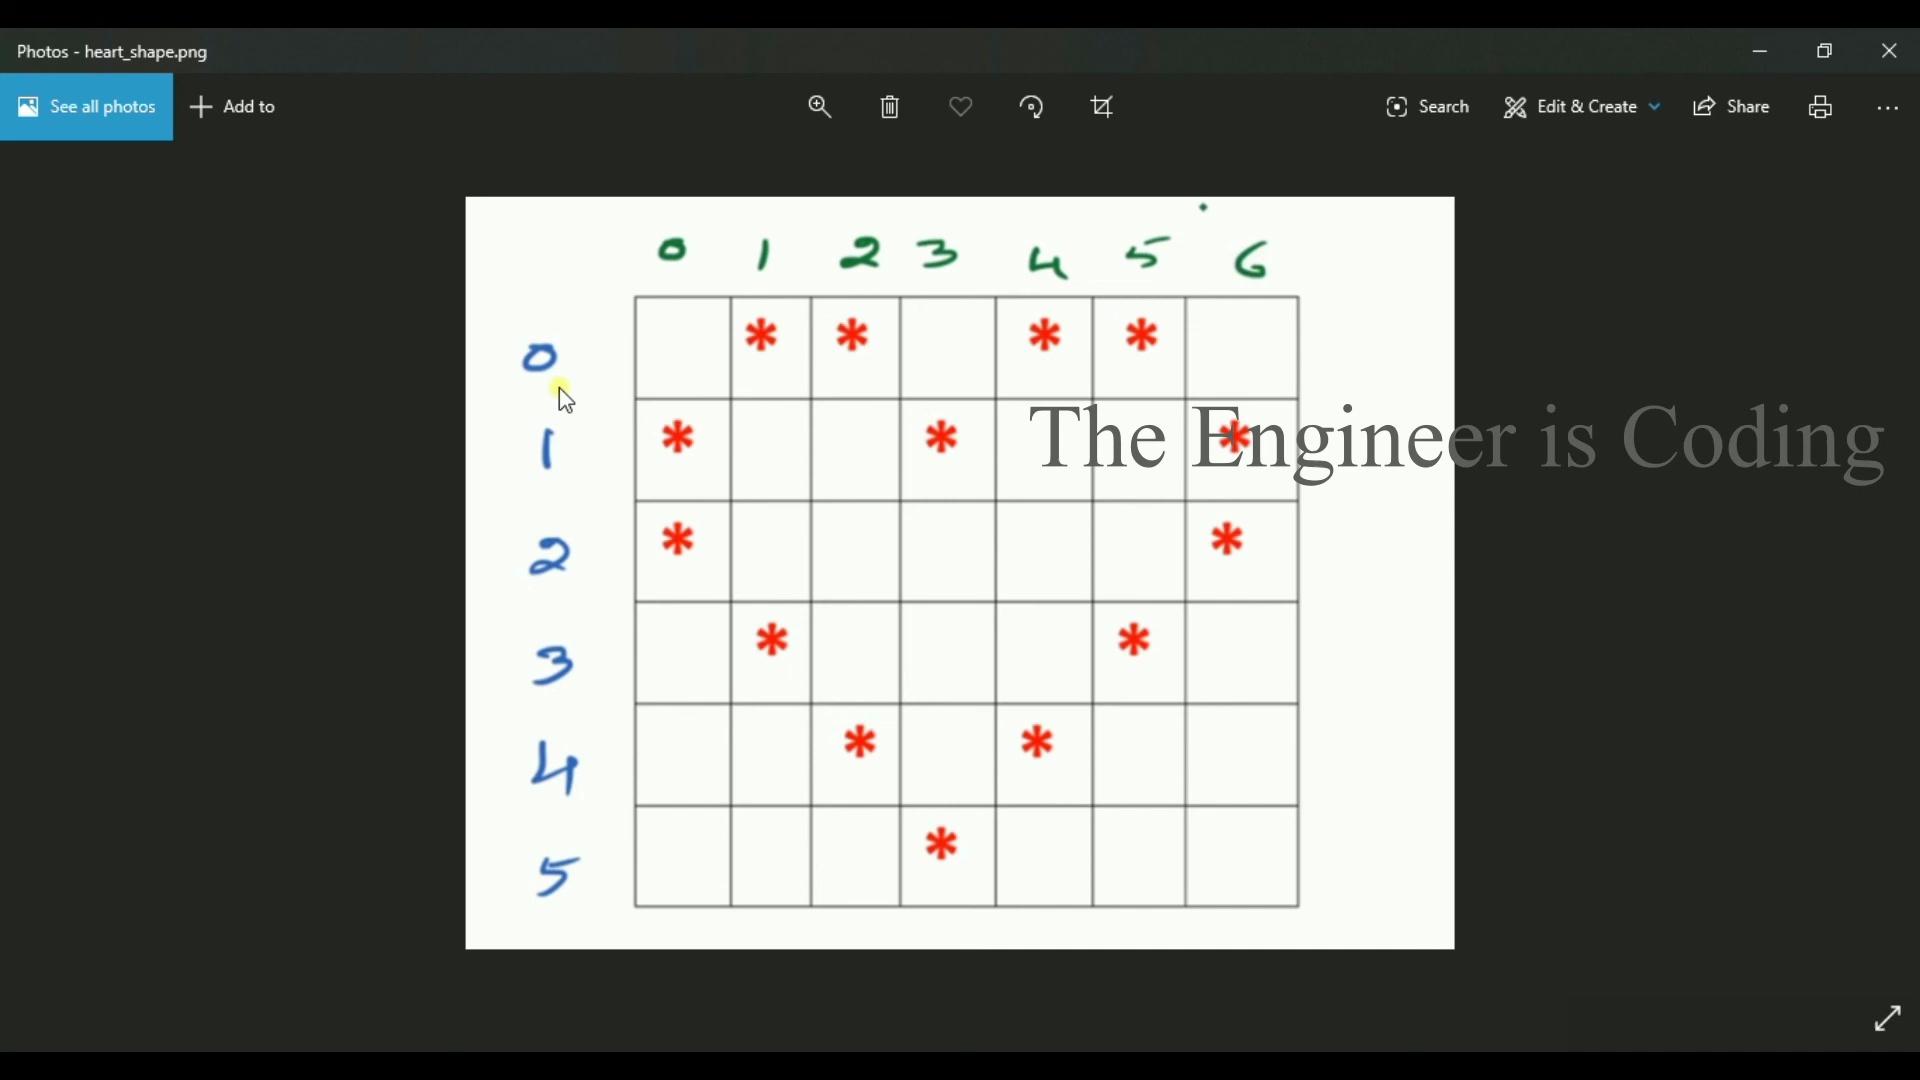 Photos - heart_shape.png
See all photos Add to Search Edit & Create Share
0 1 2 3 4 5 6
0 * * * *
1 * * *
The Engineer is Coding
2 * *
3 * *
4 * *
5 *